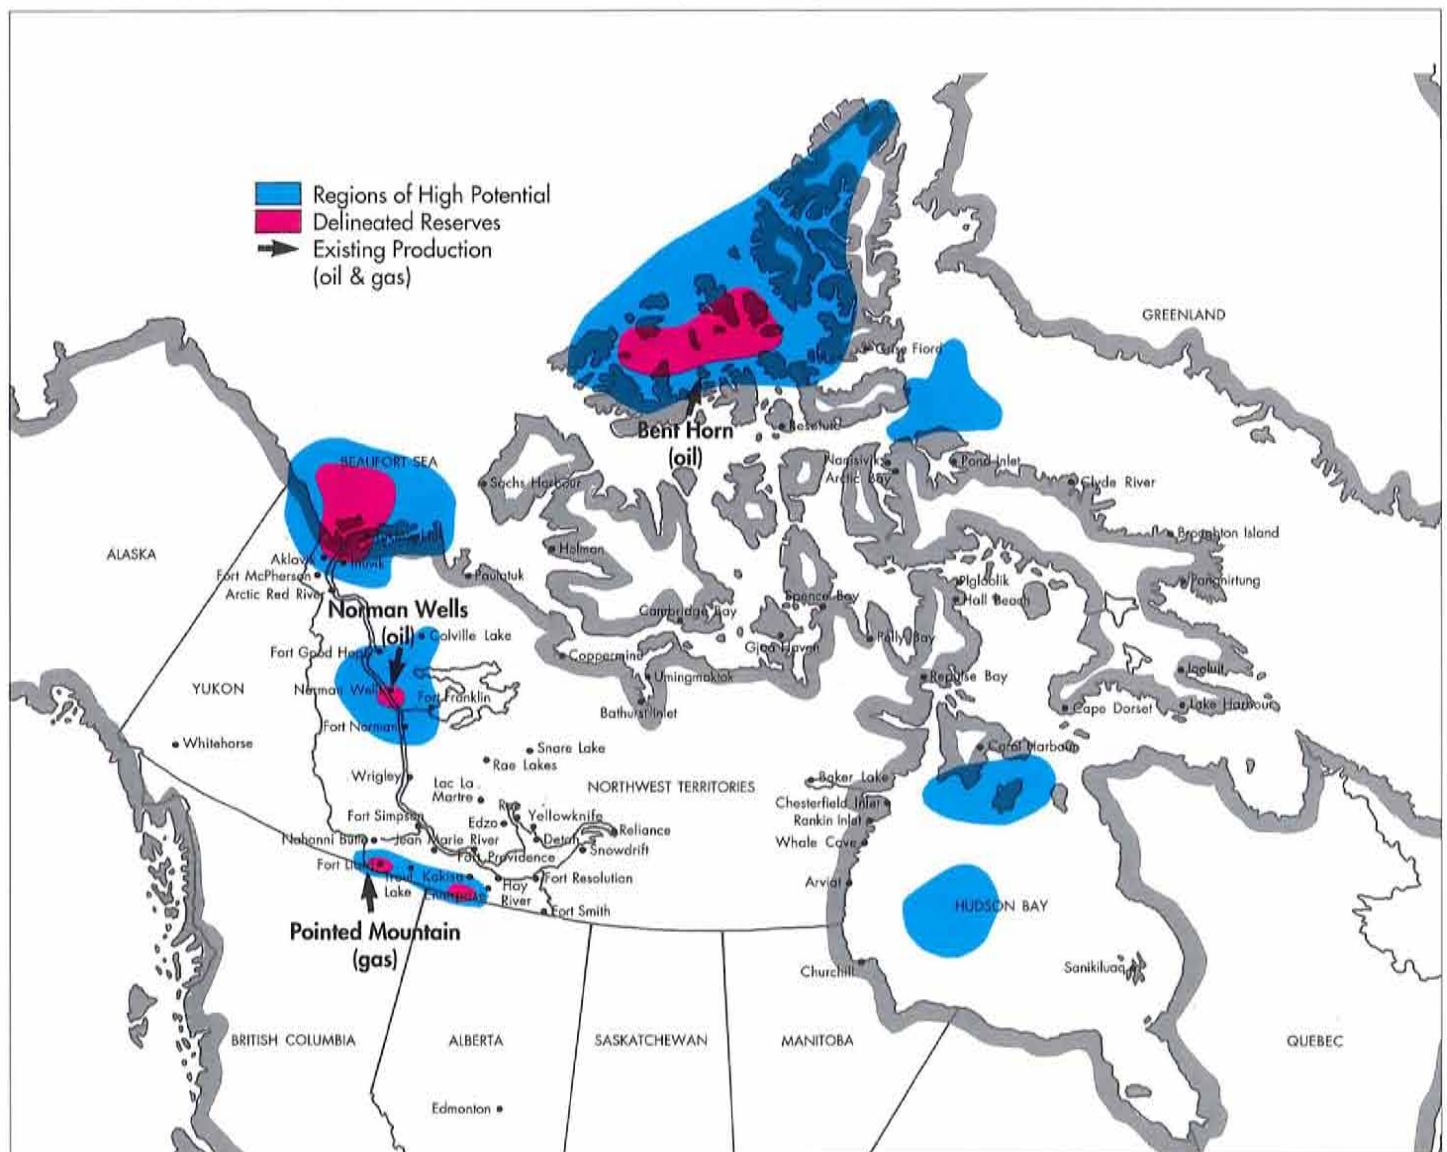 Regions of High Potential
Delineated Reserves
Existing Production
(oil & gas)
GREENLAND
Grise Fiord
Bent Horn
(oil)
Resolute
BEAUFORT SEA
Sachs Harbour
Nanisivik
Arctic Bay
Pond Inlet
Clyde River
Broughton Island
ALASKA
Aklavik
Inuvik
Holman
Fort McPherson
Paulatuk
Arctic Red River
Igloolik
Pangnirtung
Hall Beach
Spence Bay
Norman Wells
(oil)
Cambridge Bay
Colville Lake
Pelly Bay
Gjoa Haven
Fort Good Hope
Coppermine
Umingmaktok
Repulse Bay
Iqaluit
YUKON
Norman Wells
Fort Franklin
Bathurst Inlet
Cape Dorset
Lake Harbour
Fort Norman
Whitehorse
Snare Lake
Coral Harbour
Rae Lakes
Wrigley
Lac La
Martre
NORTHWEST TERRITORIES
Baker Lake
Chesterfield Inlet
Rankin Inlet
Rae
Fort Simpson
Edzo
Yellowknife
Reliance
Nahanni Butte
Jean Marie River
Detah
Whale Cove
Snowdrift
Fort Providence
Fort Liard
Trout
Lake
Kakisa
Hay
River
Fort Resolution
Arviat
Enterprise
Fort Smith
HUDSON BAY
Pointed Mountain
(gas)
Churchill
Sanikiluaq
BRITISH COLUMBIA
ALBERTA
SASKATCHEWAN
MANITOBA
QUEBEC
Edmonton